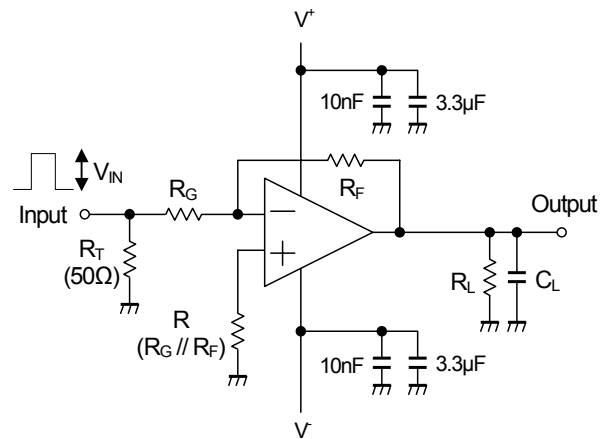 V+
10nF
3.3µF
VIN
RG
RF
Input
Output
−
+
RT
(50Ω)
RL
CL
R
(RG // RF)
10nF
3.3µF
V-